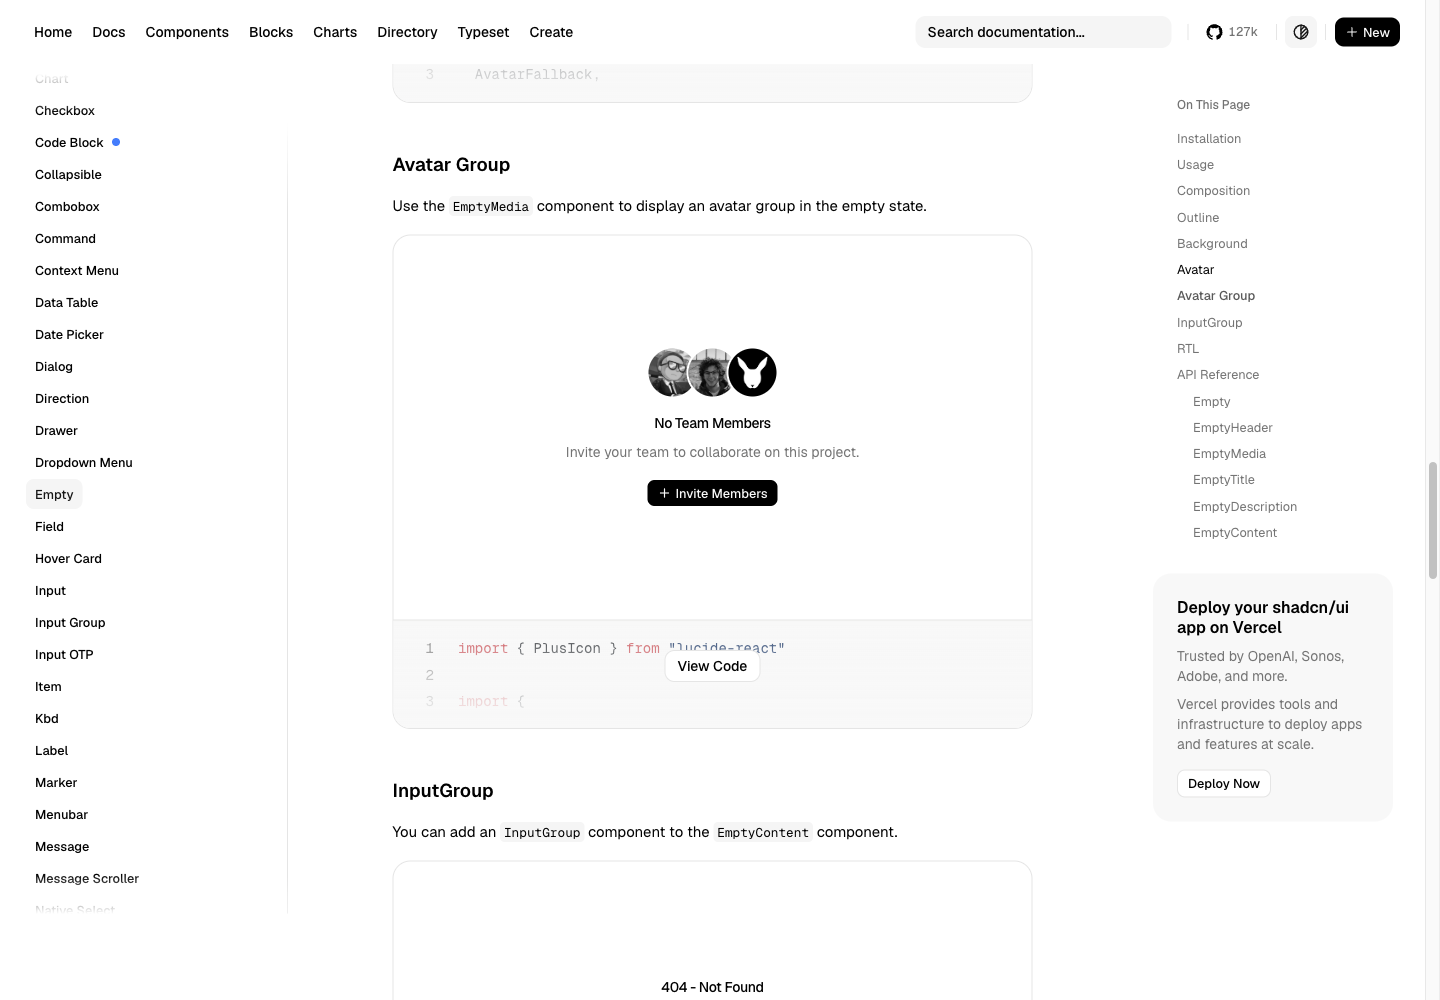 Home Docs Components Blocks Charts Directory Typeset Create
Search documentation...
127k
New
Chart
Checkbox
Code Block
Collapsible
Combobox
Command
Context Menu
Data Table
Date Picker
Dialog
Direction
Drawer
Dropdown Menu
Empty
Field
Hover Card
Input
Input Group
Input OTP
Item
Kbd
Label
Marker
Menubar
Message
Message Scroller
Native Select
3 AvatarFallback,
Avatar Group
Use the EmptyMedia component to display an avatar group in the empty state.
No Team Members
Invite your team to collaborate on this project.
Invite Members
1 import { PlusIcon } from "lucide-react"
2
3 import {
View Code
InputGroup
You can add an InputGroup component to the EmptyContent component.
404 - Not Found
On This Page
Installation
Usage
Composition
Outline
Background
Avatar
Avatar Group
InputGroup
RTL
API Reference
Empty
EmptyHeader
EmptyMedia
EmptyTitle
EmptyDescription
EmptyContent
Deploy your shadcn/ui
app on Vercel
Trusted by OpenAI, Sonos,
Adobe, and more.
Vercel provides tools and
infrastructure to deploy apps
and features at scale.
Deploy Now